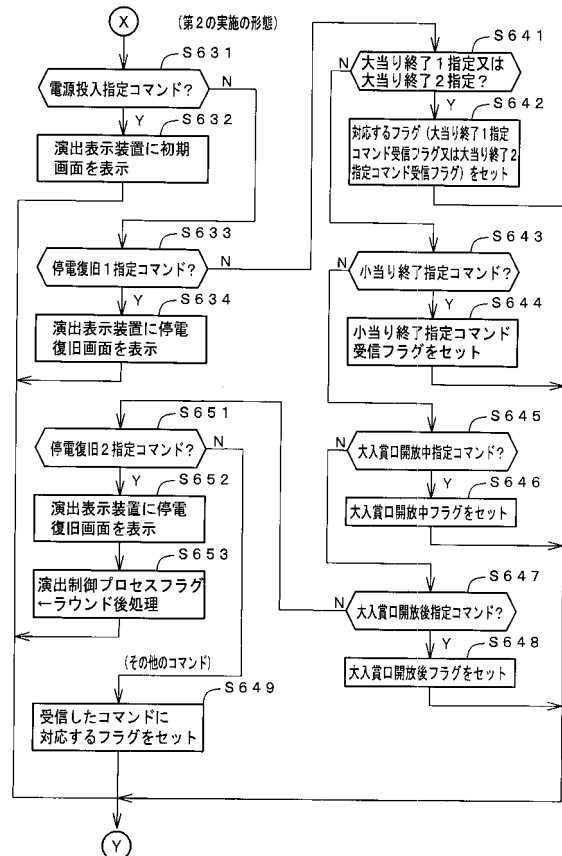 X
（第２の実施の形態）
Ｓ６３１
電源投入指定コマンド？
N
Y
Ｓ６３２
演出表示装置に初期
画面を表示
Ｓ６３３
停電復旧１指定コマンド？
N
Y
Ｓ６３４
演出表示装置に停電
復旧画面を表示
Ｓ６４１
大当り終了１指定又は
大当り終了２指定？
N
Y
Ｓ６４２
対応するフラグ（大当り終了１指定
コマンド受信フラグ又は大当り終了２
指定コマンド受信フラグ）をセット
Ｓ６４３
小当り終了指定コマンド？
N
Y
Ｓ６４４
小当り終了指定コマンド
受信フラグをセット
Ｓ６４５
大入賞口開放中指定コマンド？
N
Y
Ｓ６４６
大入賞口開放中フラグをセット
Ｓ６４７
大入賞口開放後指定コマンド？
N
Y
Ｓ６４８
大入賞口開放後フラグをセット
Ｓ６５１
停電復旧２指定コマンド？
N
Y
Ｓ６５２
演出表示装置に停電
復旧画面を表示
Ｓ６５３
演出制御プロセスフラグ
←ラウンド後処理
（その他のコマンド）
Ｓ６４９
受信したコマンドに
対応するフラグをセット
Y